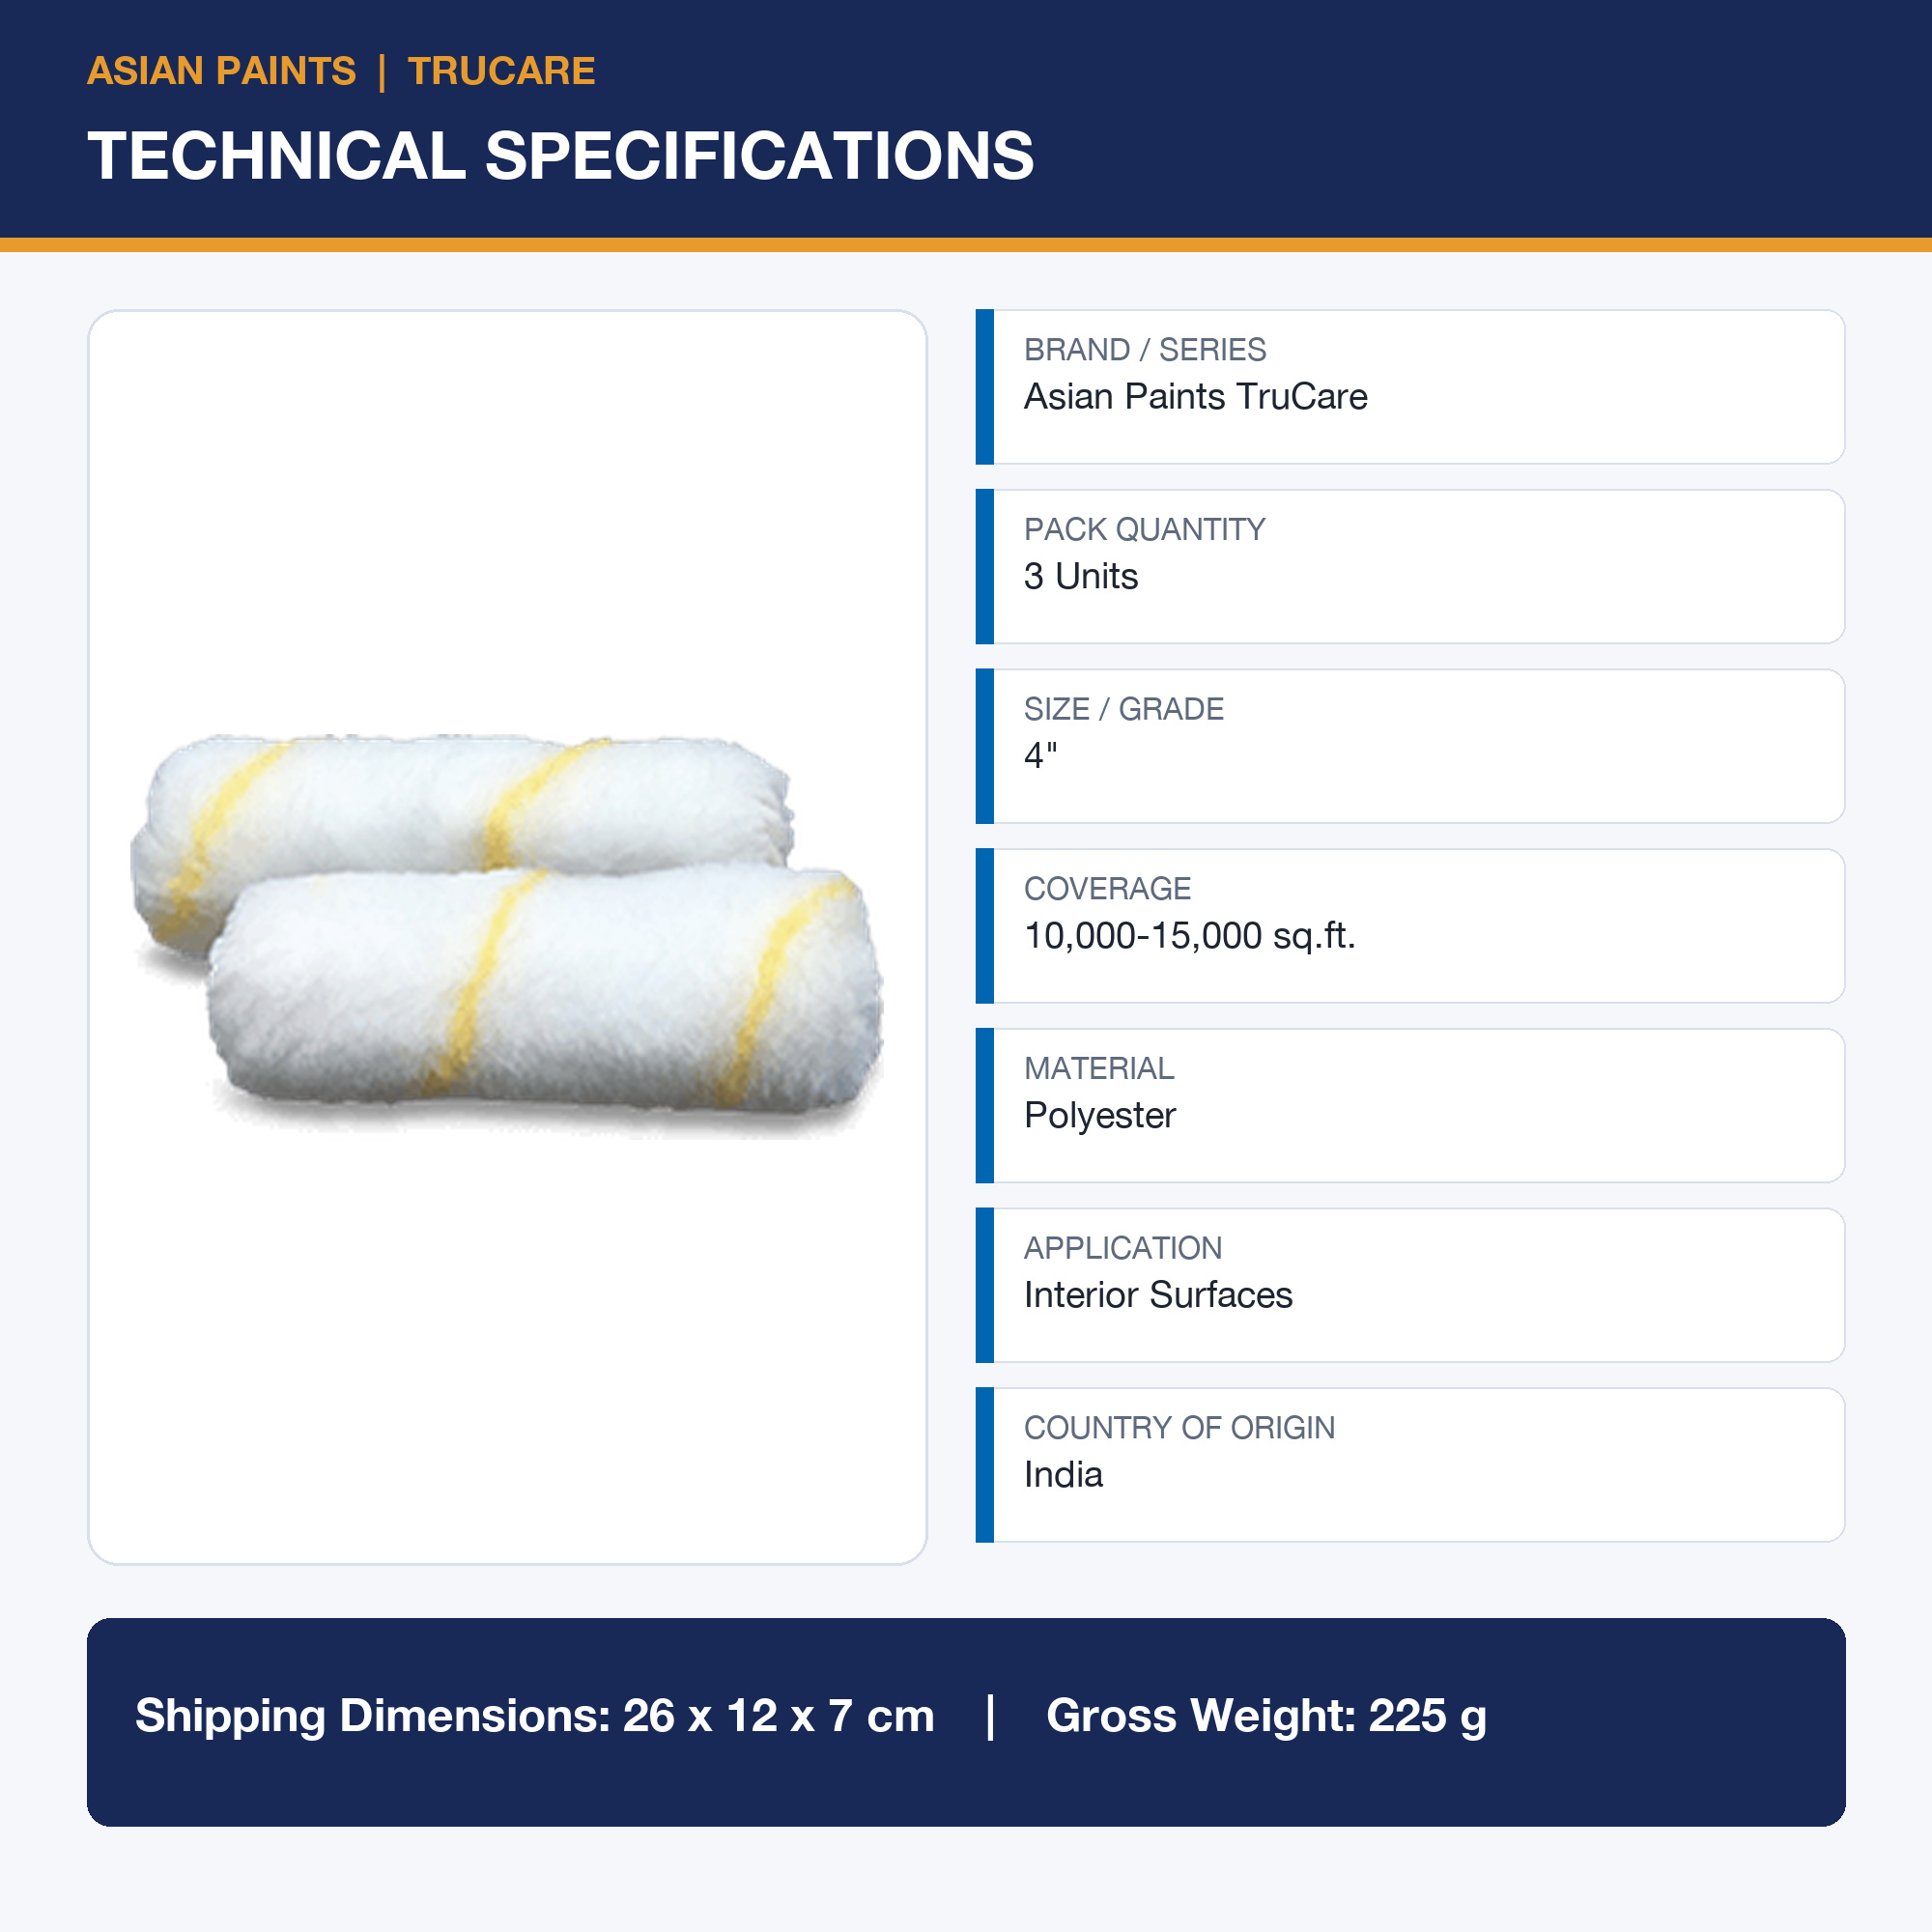 ASIAN PAINTS | TRUCARE
TECHNICAL SPECIFICATIONS
BRAND / SERIES
Asian Paints TruCare
PACK QUANTITY
3 Units
SIZE / GRADE
4"
COVERAGE
10,000-15,000 sq.ft.
MATERIAL
Polyester
APPLICATION
Interior Surfaces
COUNTRY OF ORIGIN
India
Shipping Dimensions: 26 x 12 x 7 cm | Gross Weight: 225 g